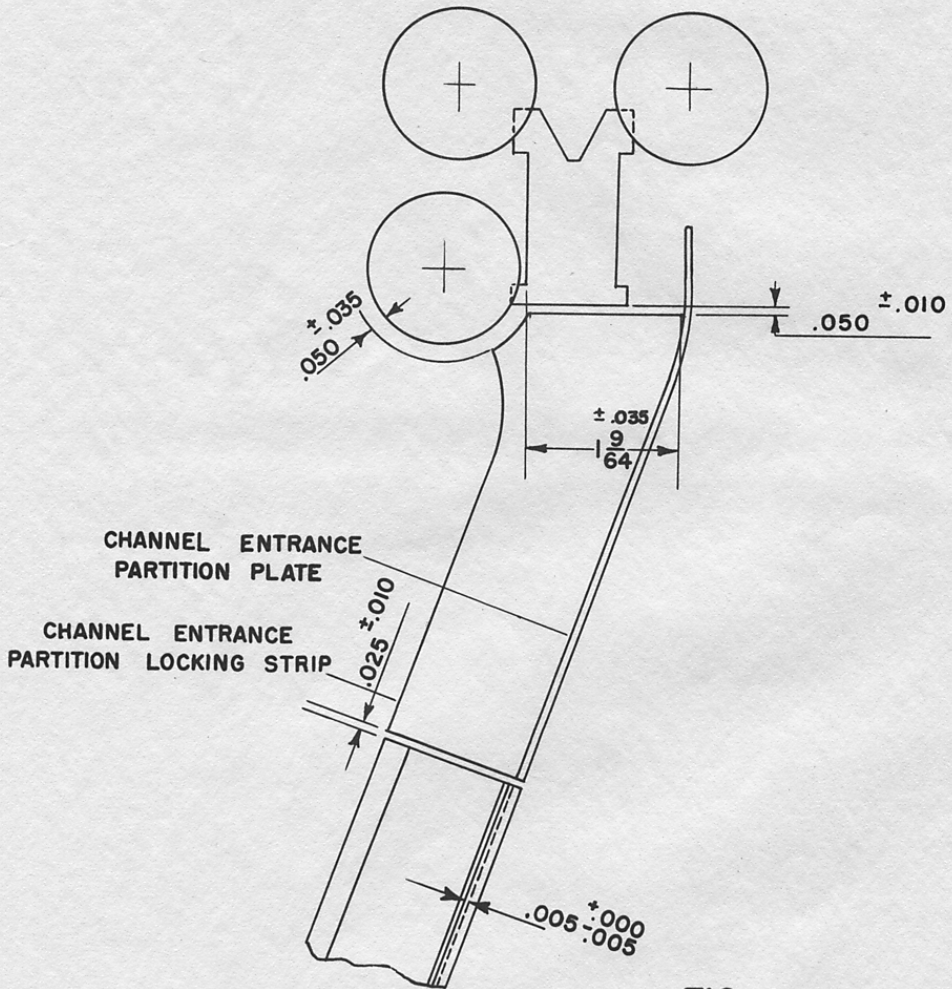 ±.035
.050
±.010
.050
±.035
1 9/64
CHANNEL ENTRANCE
PARTITION PLATE
±.010
.025
CHANNEL ENTRANCE
PARTITION LOCKING STRIP
+.000
.005-.005